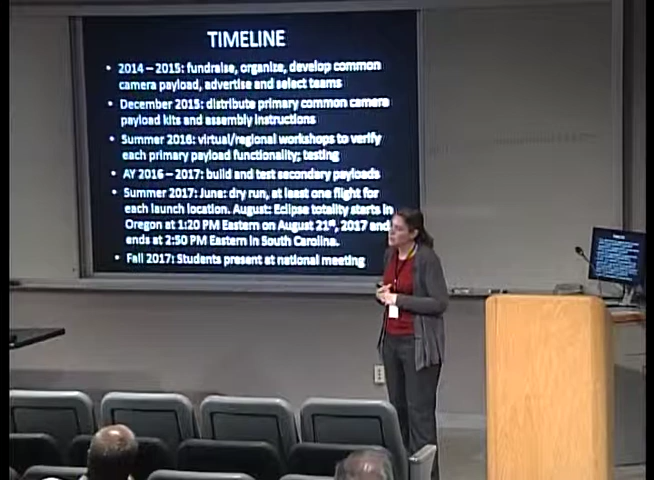 TIMELINE
• 2014 – 2015: fundraise, organize, develop common
camera payload, advertise and select teams
• December 2015: distribute primary common camera
payload kits and assembly instructions
• Summer 2016: virtual/regional workshops to verify
each primary payload functionality; testing
• AY 2016 – 2017: build and test secondary payloads
• Summer 2017: June: dry run, at least one flight for
each launch location. August: Eclipse totality starts in
Oregon at 1:20 PM Eastern on August 21st, 2017 and
ends at 2:50 PM Eastern in South Carolina.
• Fall 2017: Students present at national meeting